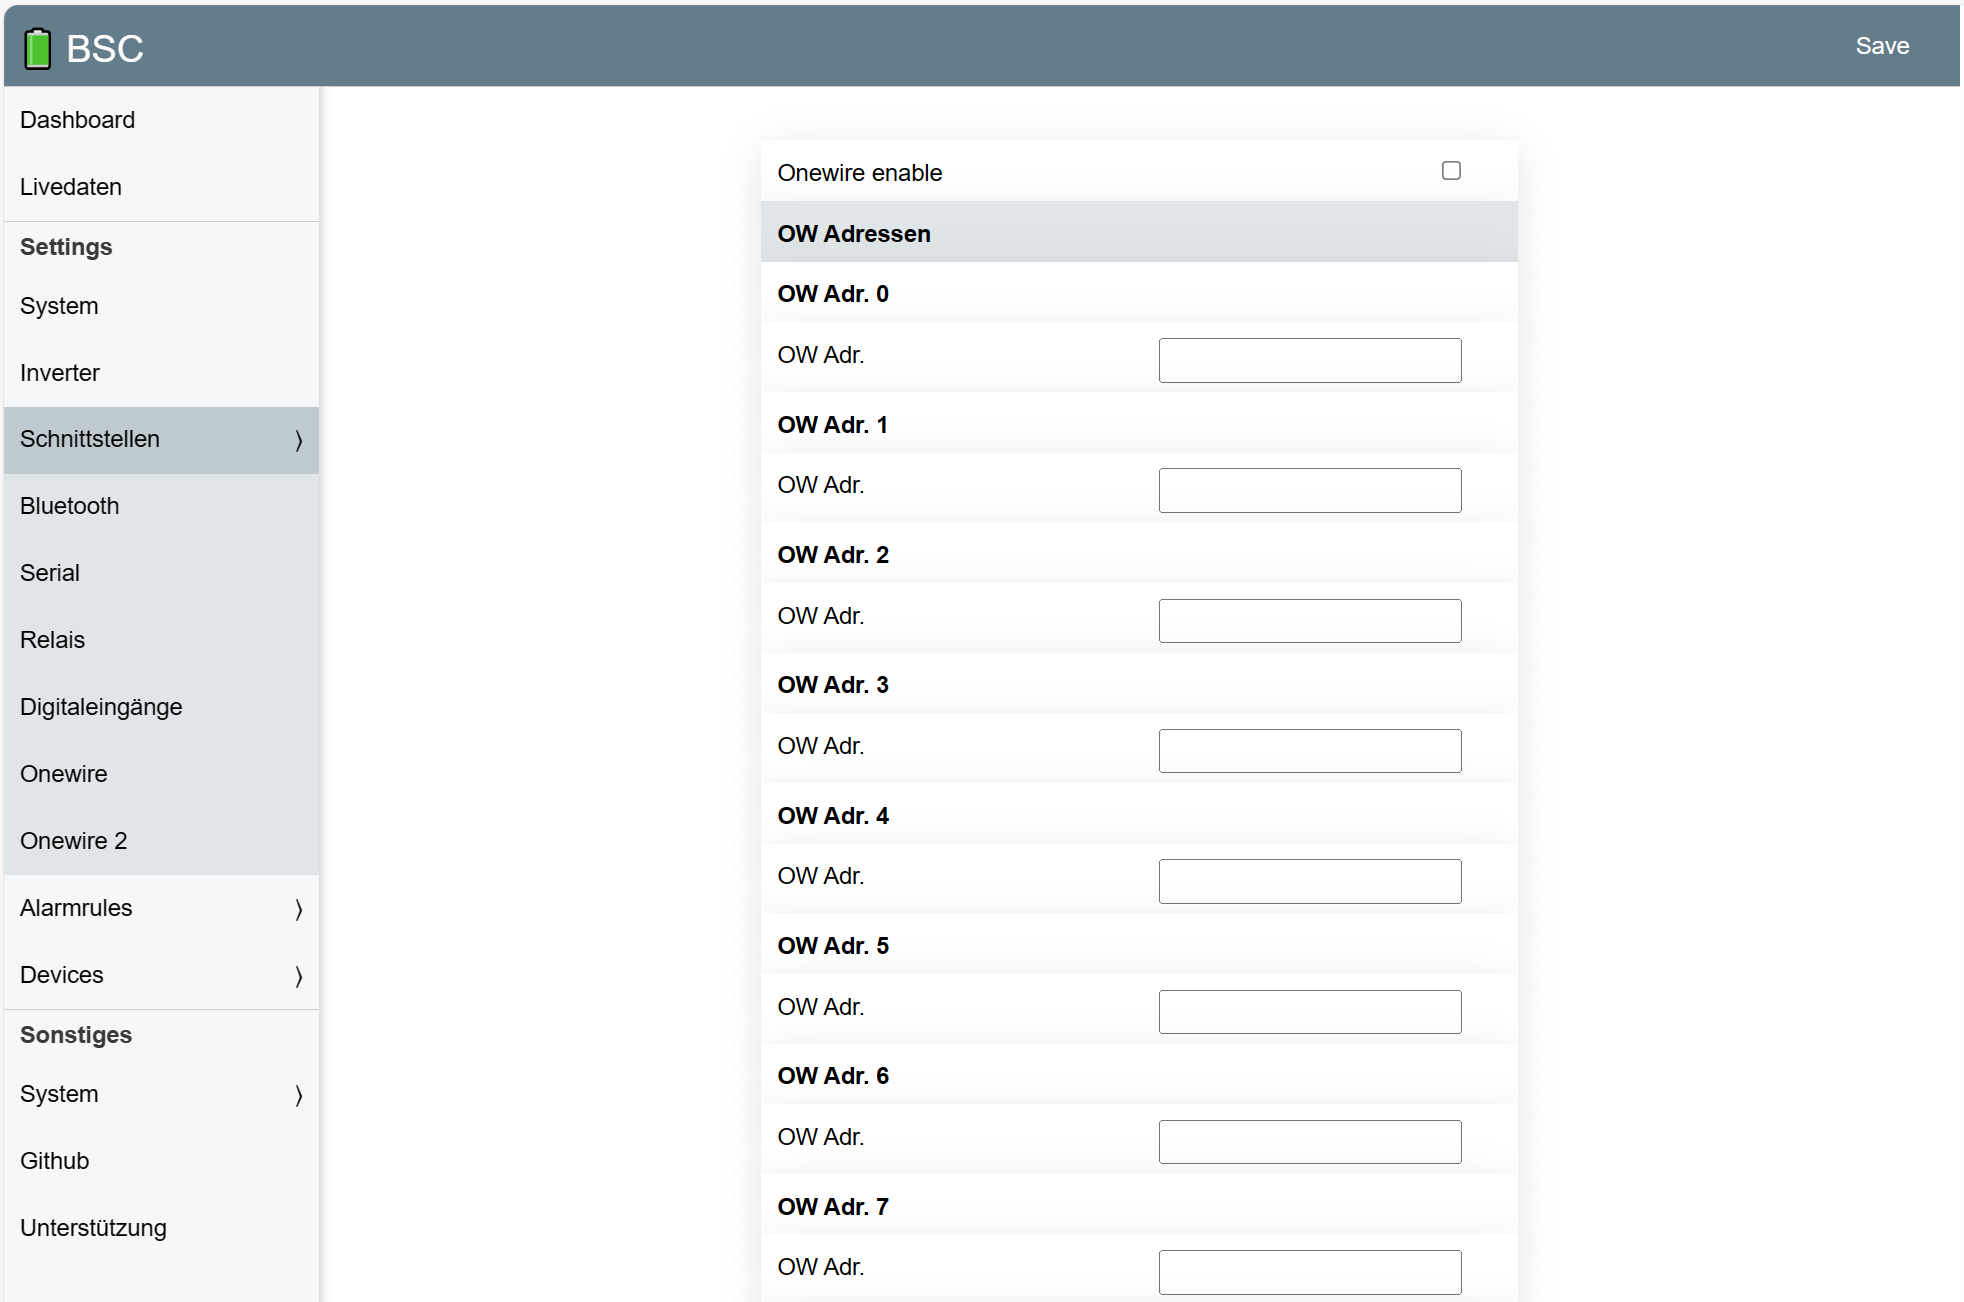 BSC
Save
Dashboard
Livedaten
Settings
System
Inverter
Schnittstellen
Bluetooth
Serial
Relais
Digitaleingänge
Onewire
Onewire 2
Alarmrules
Devices
Sonstiges
System
Github
Unterstützung
Onewire enable
OW Adressen
OW Adr. 0
OW Adr.
OW Adr. 1
OW Adr.
OW Adr. 2
OW Adr.
OW Adr. 3
OW Adr.
OW Adr. 4
OW Adr.
OW Adr. 5
OW Adr.
OW Adr. 6
OW Adr.
OW Adr. 7
OW Adr.